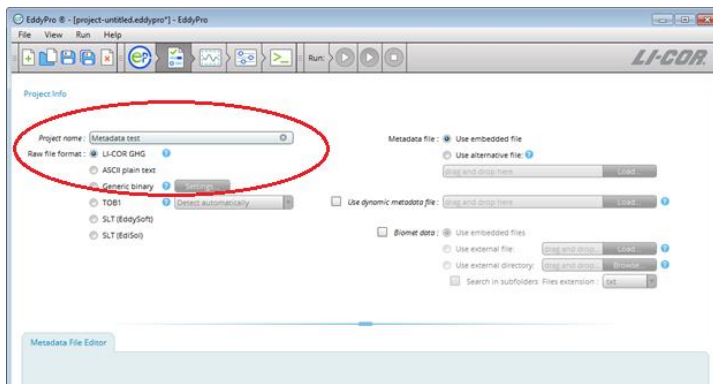 EddyPro ® - [project-untitled.eddypro*] - EddyPro
File View Run Help
eP >_ Run: LI-COR.
Project Info
Project name : Metadata test
Raw file format : LI-COR GHG ?
ASCII plain text
Generic binary ? Settings...
TOB1 ? Detect automatically
SLT (EddySoft)
SLT (EdiSol)
Metadata file : Use embedded file
Use alternative file: ?
drag and drop here Load...
Use dynamic metadata file : drag and drop here Load... ?
Biomet data : Use embedded files
Use external file: drag and drop... Load... ?
Use external directory: drag and drop... Browse... ?
Search in subfolders Files extension : txt
Metadata File Editor